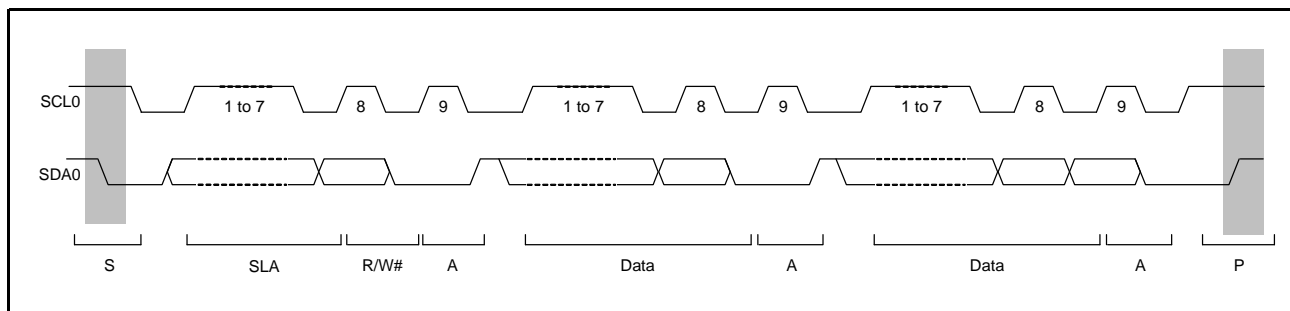 SCL0
1 to 7 8 9 1 to 7 8 9 1 to 7 8 9
SDA0
S SLA R/W# A Data A Data A P